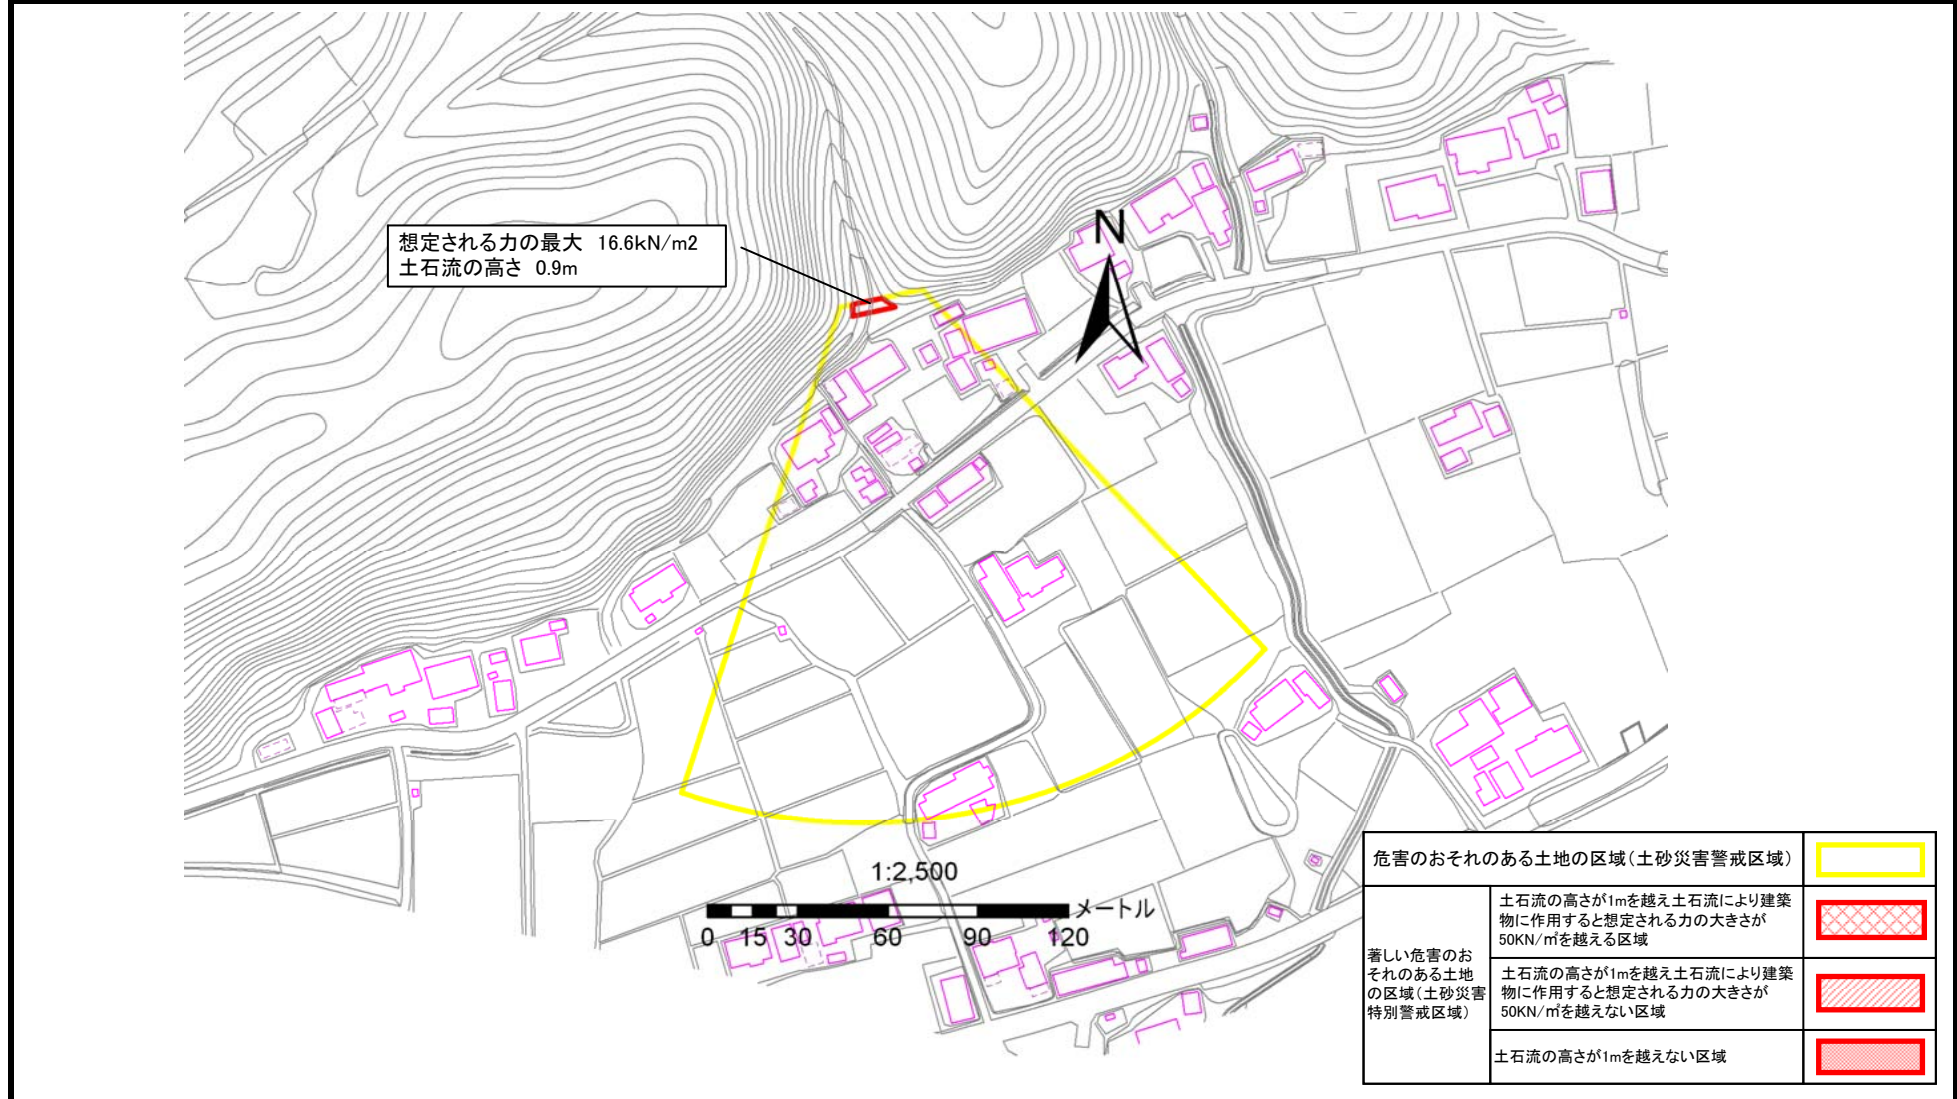 想定される力の最大 16.6kN/m2
土石流の高さ 0.9m
N
1:2,500
メートル
0 15 30 60 90 120
危害のおそれのある土地の区域(土砂災害警戒区域)
著しい危害のお
それのある土地
の区域(土砂災害
特別警戒区域)
土石流の高さが1mを越え土石流により建築
物に作用すると想定される力の大きさが
50KN/㎡を越える区域
土石流の高さが1mを越え土石流により建築
物に作用すると想定される力の大きさが
50KN/㎡を越えない区域
土石流の高さが1mを越えない区域